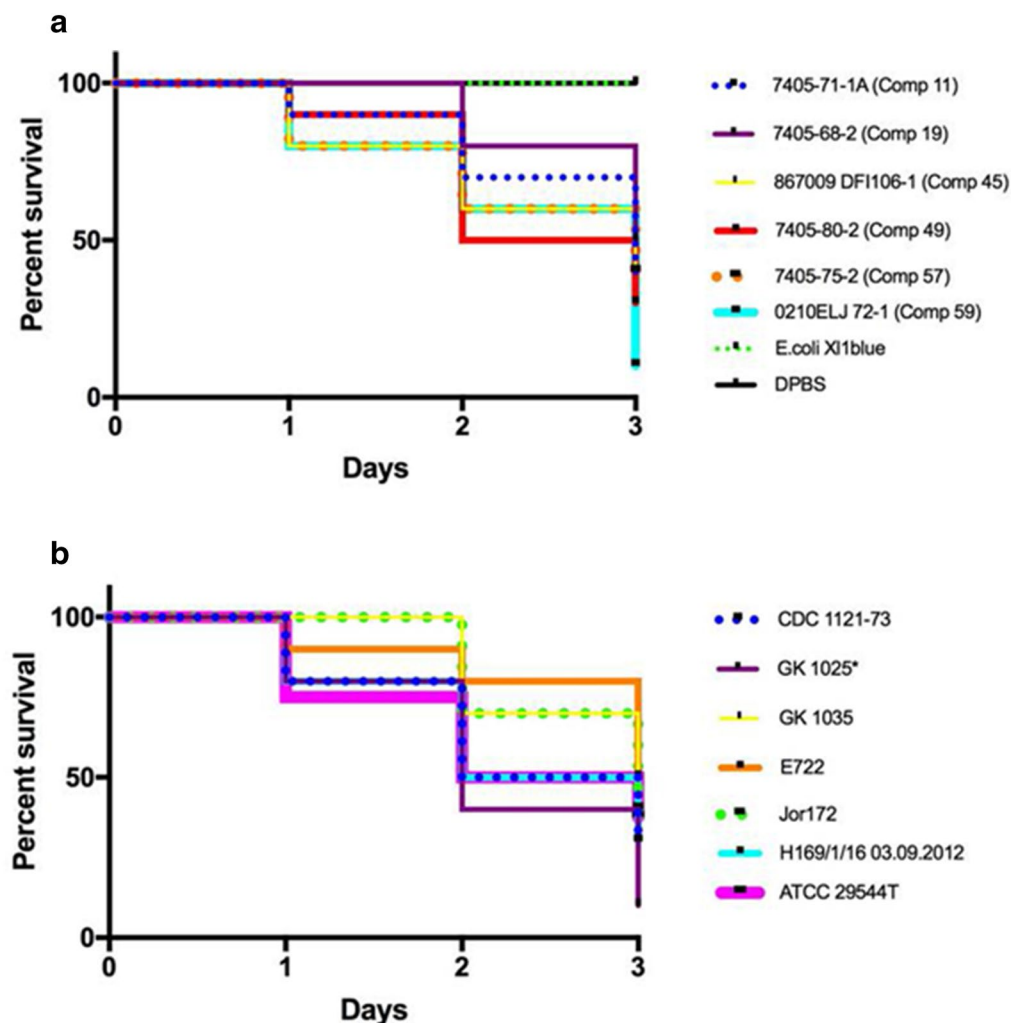 a
100
50
0
Percent survival
0 1 2 3
Days
7405-71-1A (Comp 11)
7405-68-2 (Comp 19)
867009 DFI106-1 (Comp 45)
7405-80-2 (Comp 49)
7405-75-2 (Comp 57)
0210ELJ 72-1 (Comp 59)
E.coli Xl1blue
DPBS
b
100
50
0
Percent survival
0 1 2 3
Days
CDC 1121-73
GK 1025*
GK 1035
E722
Jor172
H169/1/16 03.09.2012
ATCC 29544T